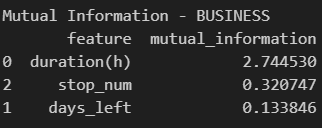 Mutual Information - BUSINESS
feature mutual_information
0 duration(h) 2.744530
2 stop_num 0.320747
1 days_left 0.133846